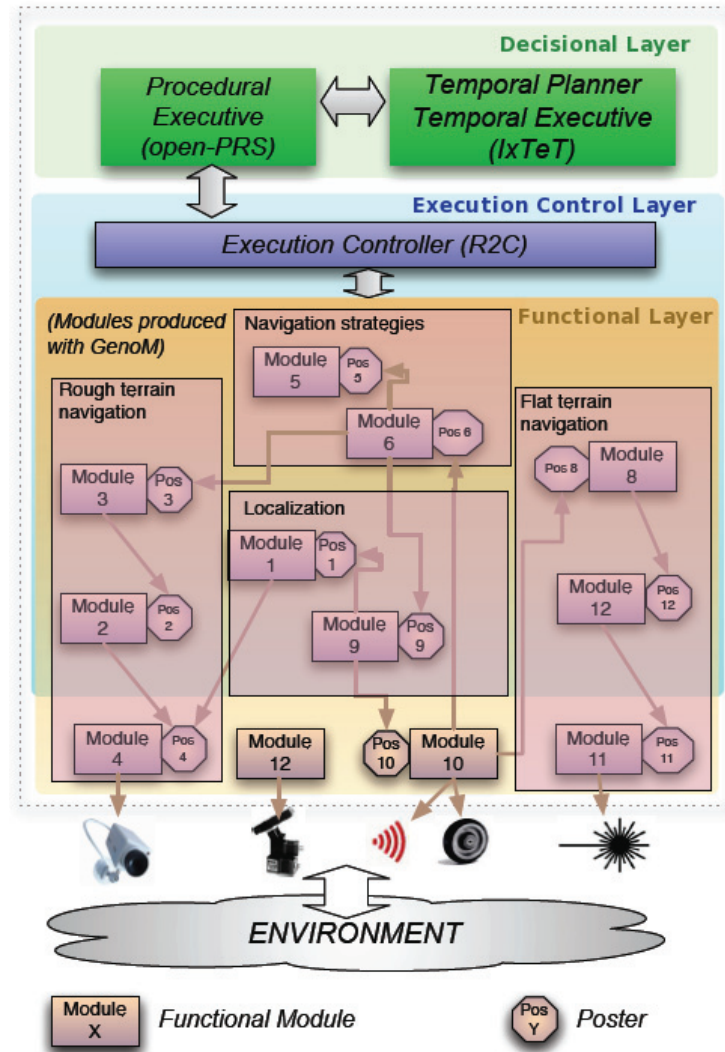 Decisional Layer
Procedural
Executive
(open-PRS)
Temporal Planner
Temporal Executive
(IxTeT)
Execution Control Layer
Execution Controller (R2C)
(Modules produced
with GenoM)
Navigation strategies
Functional Layer
Module
5
Pos
5
Rough terrain
navigation
Module
6
Pos 6
Flat terrain
navigation
Module
3
Pos
3
Pos 8
Module
8
Localization
Module
1
Pos
1
Module
2
Pos
2
Module
9
Pos
9
Module
12
Pos
12
Module
4
Pos
4
Module
12
Pos
10
Module
10
Module
11
Pos
11
ENVIRONMENT
Module
X
Functional Module
Pos
Y
Poster